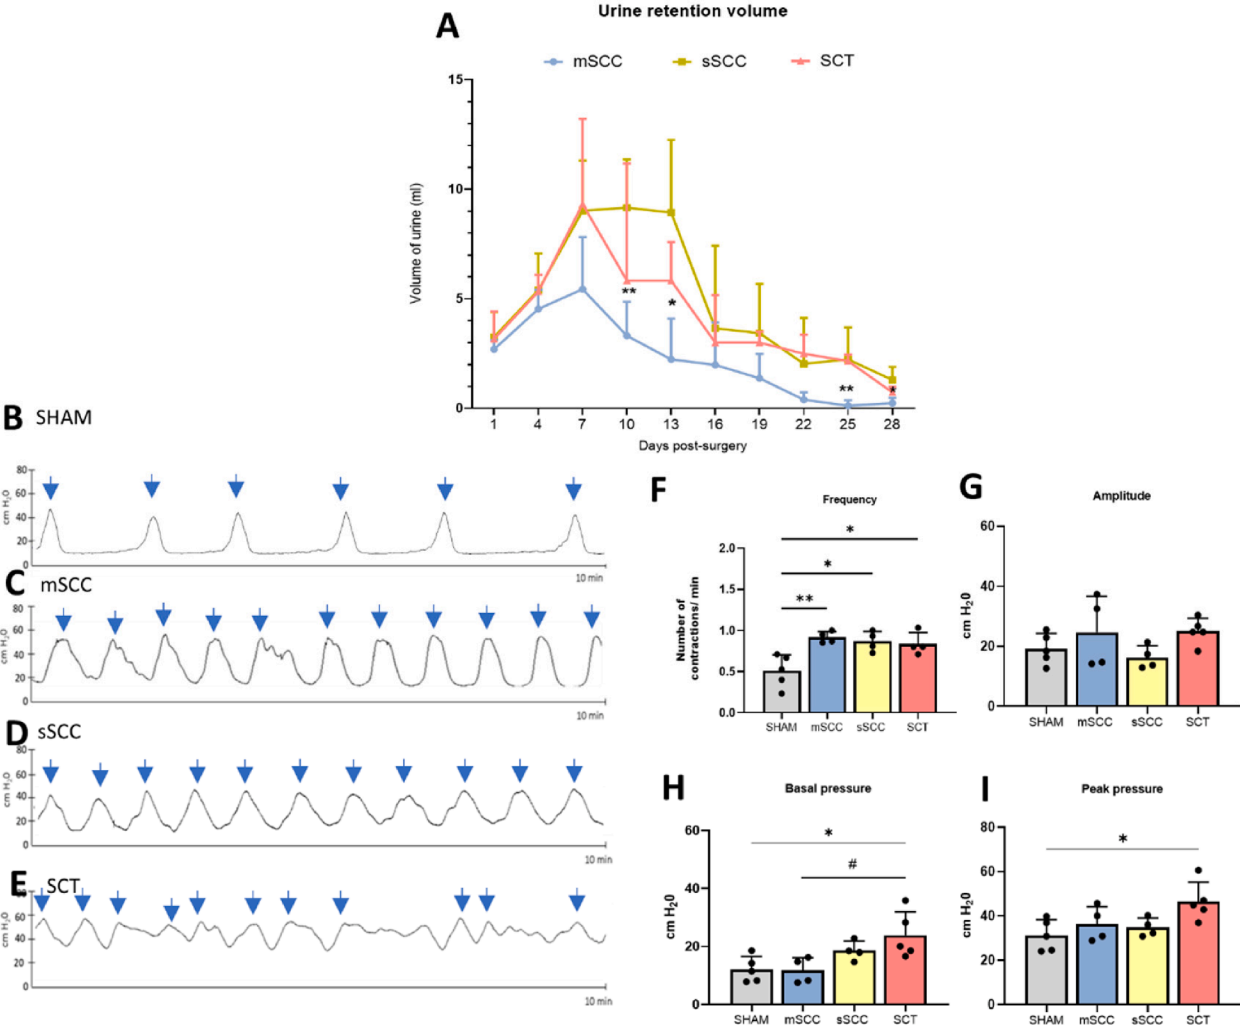 A
Urine retention volume
mSCC
sSCC
SCT
15
10
5
0
Volume of urine (ml)
**
*
**
*
1 4 7 10 13 16 19 22 25 28
Days post-surgery
B SHAM
80
60
40
20
0
cm H₂O
10 min
C mSCC
80
60
40
20
0
cm H₂O
10 min
D sSCC
80
60
40
20
0
cm H₂O
10 min
E SCT
80
60
40
20
0
cm H₂O
10 min
F
Frequency
*
*
**
2.0
1.5
1.0
0.5
0.0
Number of
contractions/ min
SHAM mSCC sSCC SCT
G
Amplitude
60
40
20
0
cm H₂0
SHAM mSCC sSCC SCT
H
Basal pressure
*
#
60
40
20
0
cm H₂0
SHAM mSCC sSCC SCT
I
Peak pressure
*
80
60
40
20
0
cm H₂0
SHAM mSCC sSCC SCT